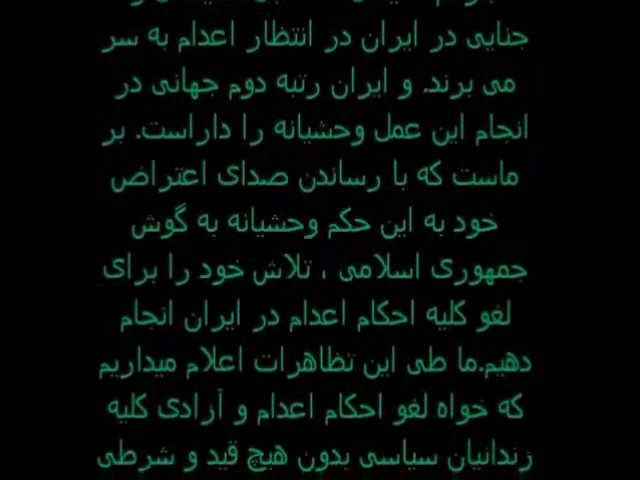 جنایی در ایران در انتظار اعدام به سر
می برند. و ایران رتبه دوم جهانی در
انجام این عمل وحشیانه را داراست. بر
ماست که با رساندن صدای اعتراض
خود به این حکم وحشیانه به گوش
جمهوری اسلامی ، تلاش خود را برای
لغو کلیه احکام اعدام در ایران انجام
دهیم.ما طی این تظاهرات اعلام میداریم
که خواه لغو احکام اعدام و آزادی کلیه
زندانیان سیاسی بدون هیچ قید و شرطی